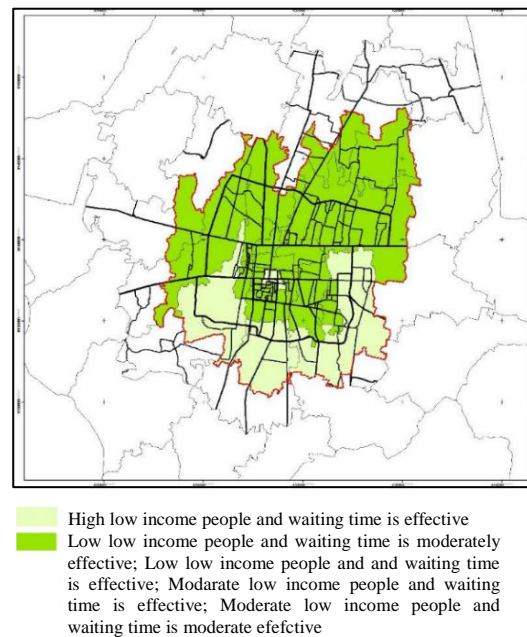 High low income people and waiting time is effective
Low low income people and waiting time is moderately
effective; Low low income people and and waiting time
is effective; Modarate low income people and waiting
time is effective; Moderate low income people and
waiting time is moderate efefctive